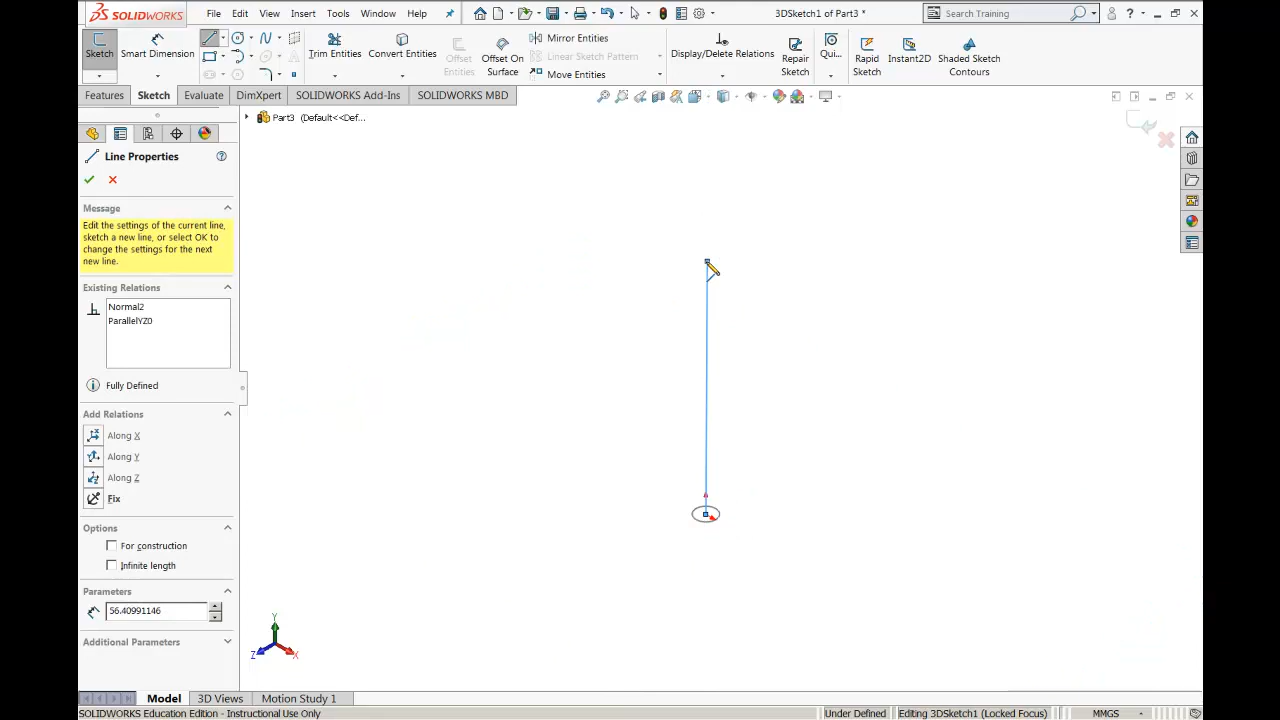 SOLIDWORKS
File
Edit
View
Insert
Tools
Window
Help
3DSketch1 of Part3 *
Search Training
Sketch
Smart Dimension
Trim Entities
Convert Entities
Offset Entities
Offset On Surface
Mirror Entities
Linear Sketch Pattern
Move Entities
Display/Delete Relations
Repair Sketch
Qui...
Rapid Sketch
Instant2D
Shaded Sketch Contours
Features
Sketch
Evaluate
DimXpert
SOLIDWORKS Add-Ins
SOLIDWORKS MBD
Part3 (Default<<Def...
Line Properties
Message
Edit the settings of the current line,
sketch a new line, or select OK to
change the settings for the next
new line.
Existing Relations
Normal2
ParallelYZ0
Fully Defined
Add Relations
Along X
Along Y
Along Z
Fix
Options
For construction
Infinite length
Parameters
56.40991146
Additional Parameters
Y
Z
X
Model
3D Views
Motion Study 1
SOLIDWORKS Education Edition - Instructional Use Only
Under Defined
Editing 3DSketch1 (Locked Focus)
MMGS